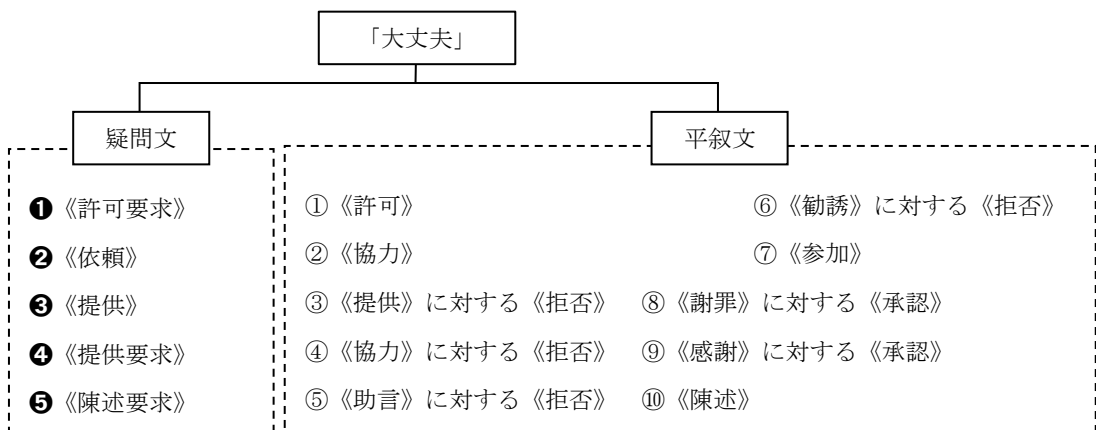 「大丈夫」
疑問文
平叙文
❶《許可要求》
❷《依頼》
❸《提供》
❹《提供要求》
❺《陳述要求》
①《許可》
②《協力》
③《提供》に対する《拒否》
④《協力》に対する《拒否》
⑤《助言》に対する《拒否》
⑥《勧誘》に対する《拒否》
⑦《参加》
⑧《謝罪》に対する《承認》
⑨《感謝》に対する《承認》
⑩《陳述》